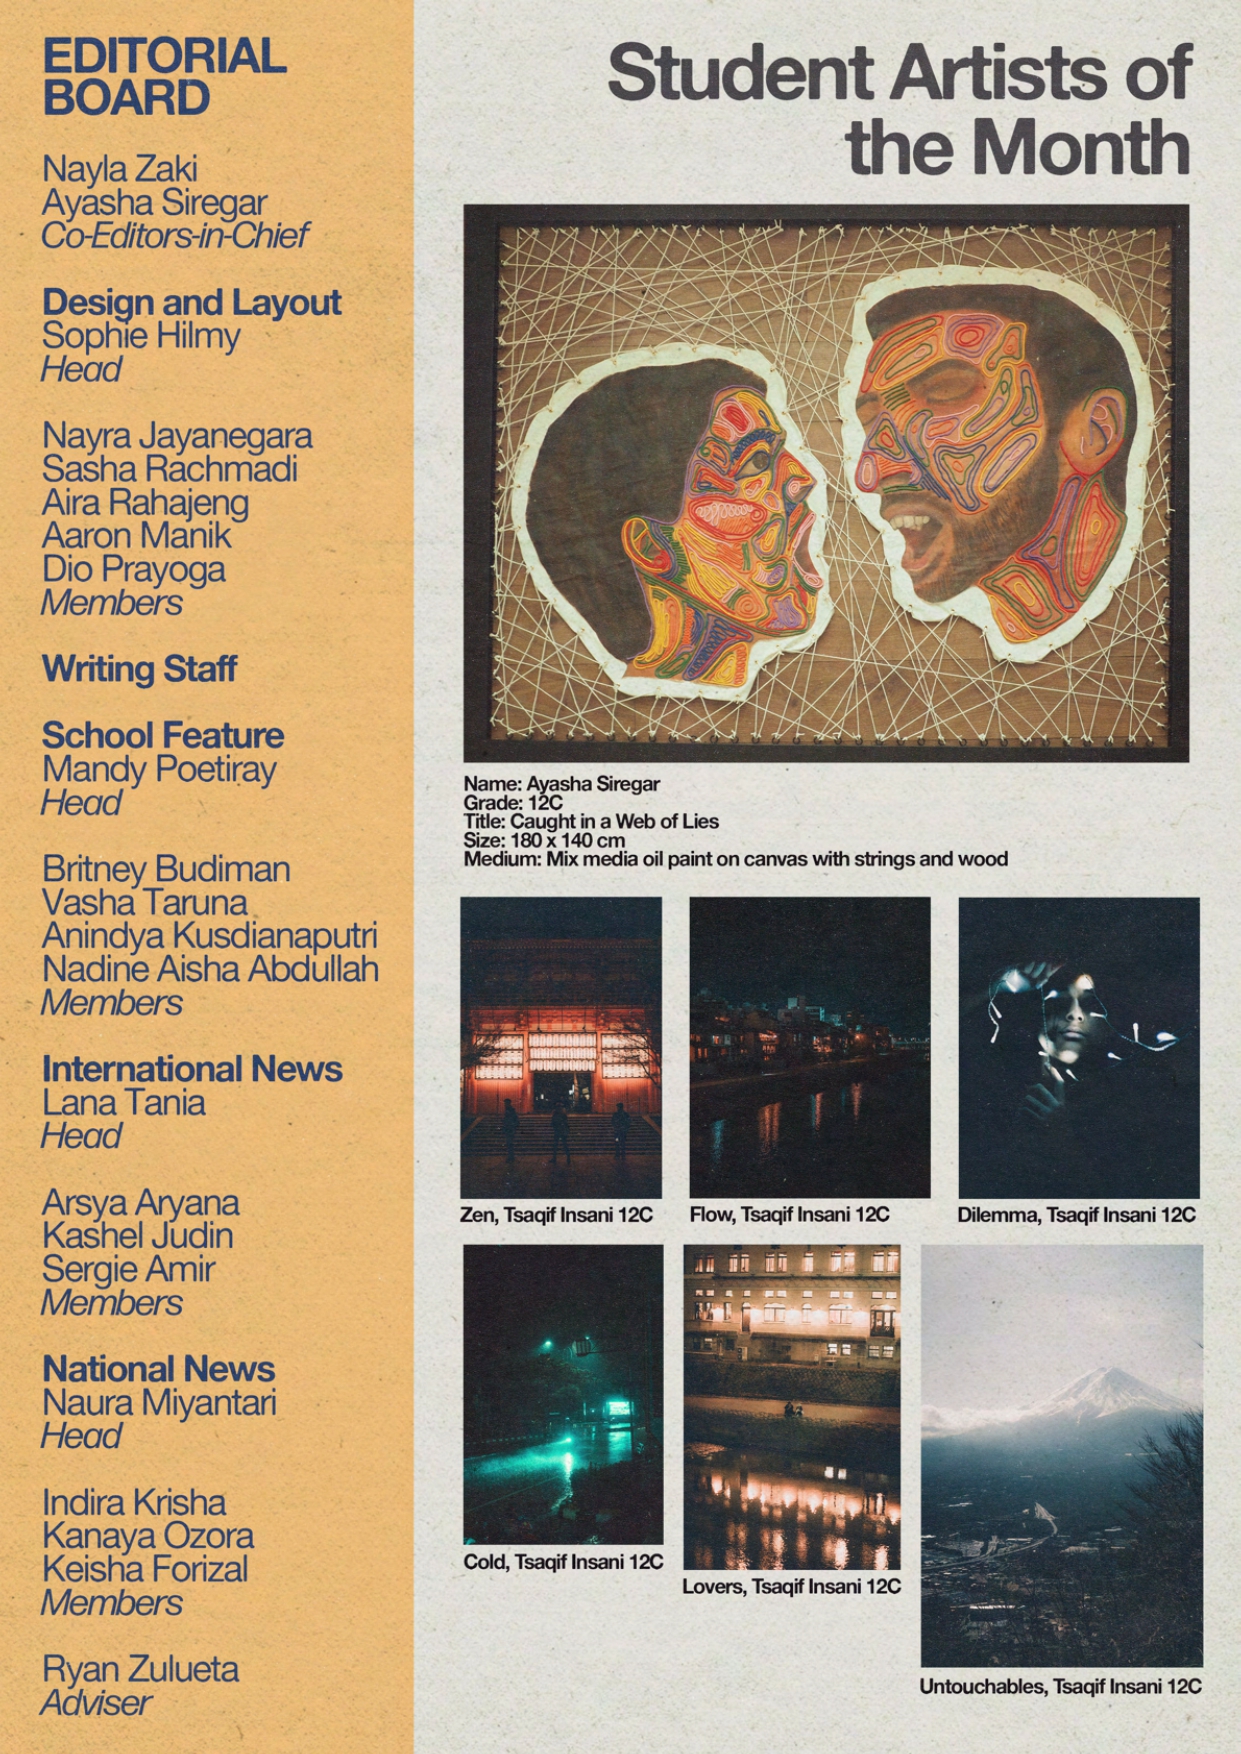 EDITORIAL
BOARD
Nayla Zaki
Ayasha Siregar
Co-Editors-in-Chief
Design and Layout
Sophie Hilmy
Head
Nayra Jayanegara
Sasha Rachmadi
Aira Rahajeng
Aaron Manik
Dio Prayoga
Members
Writing Staff
School Feature
Mandy Poetiray
Head
Britney Budiman
Vasha Taruna
Anindya Kusdianaputri
Nadine Aisha Abdullah
Members
International News
Lana Tania
Head
Arsya Aryana
Kashel Judin
Sergie Amir
Members
National News
Naura Miyantari
Head
Indira Krisha
Kanaya Ozora
Keisha Forizal
Members
Ryan Zulueta
Adviser
Student Artists of
the Month
Name: Ayasha Siregar
Grade: 12C
Title: Caught in a Web of Lies
Size: 180 x 140 cm
Medium: Mix media oil paint on canvas with strings and wood
Zen, Tsaqif Insani 12C
Flow, Tsaqif Insani 12C
Dilemma, Tsaqif Insani 12C
Cold, Tsaqif Insani 12C
Lovers, Tsaqif Insani 12C
Untouchables, Tsaqif Insani 12C